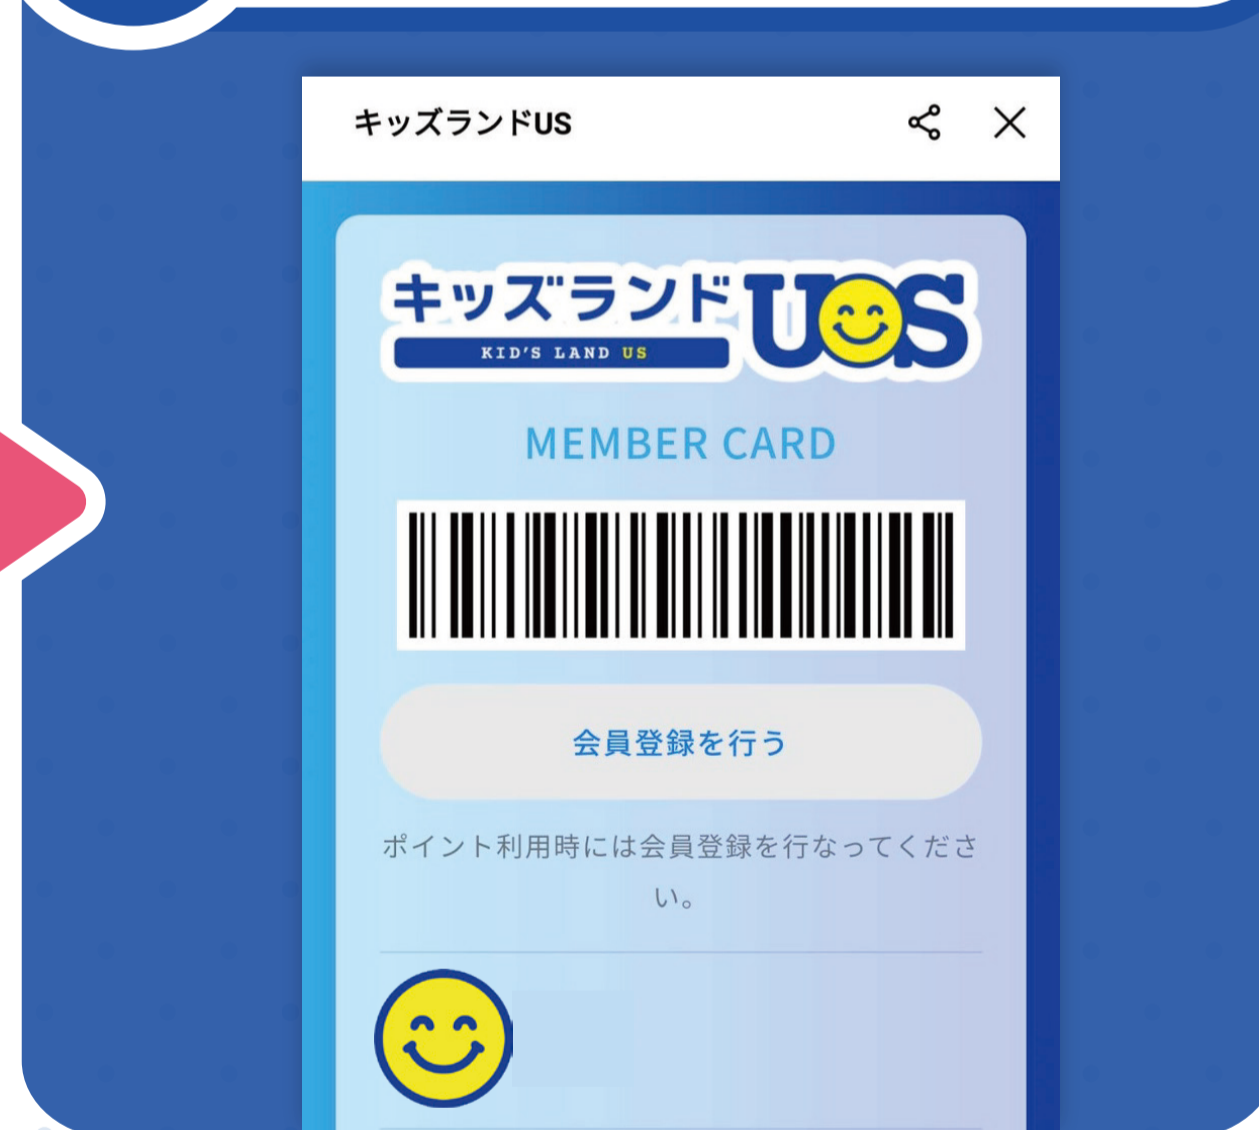 キッズランドUS
キッズランドUS
KID'S LAND US
MEMBER CARD
会員登録を行う
ポイント利用時には会員登録を行なってくださ
い。